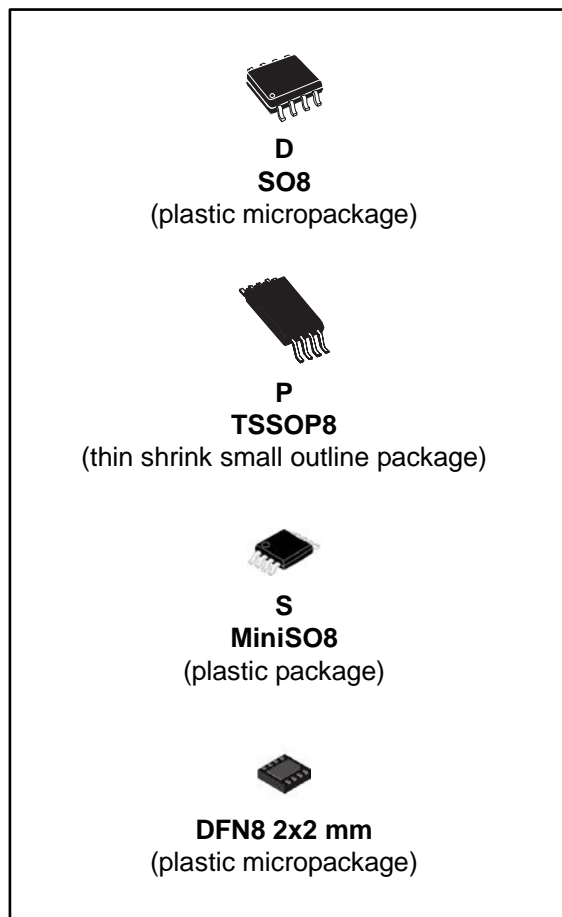 D
SO8
(plastic micropackage)
P
TSSOP8
(thin shrink small outline package)
S
MiniSO8
(plastic package)
DFN8 2x2 mm
(plastic micropackage)